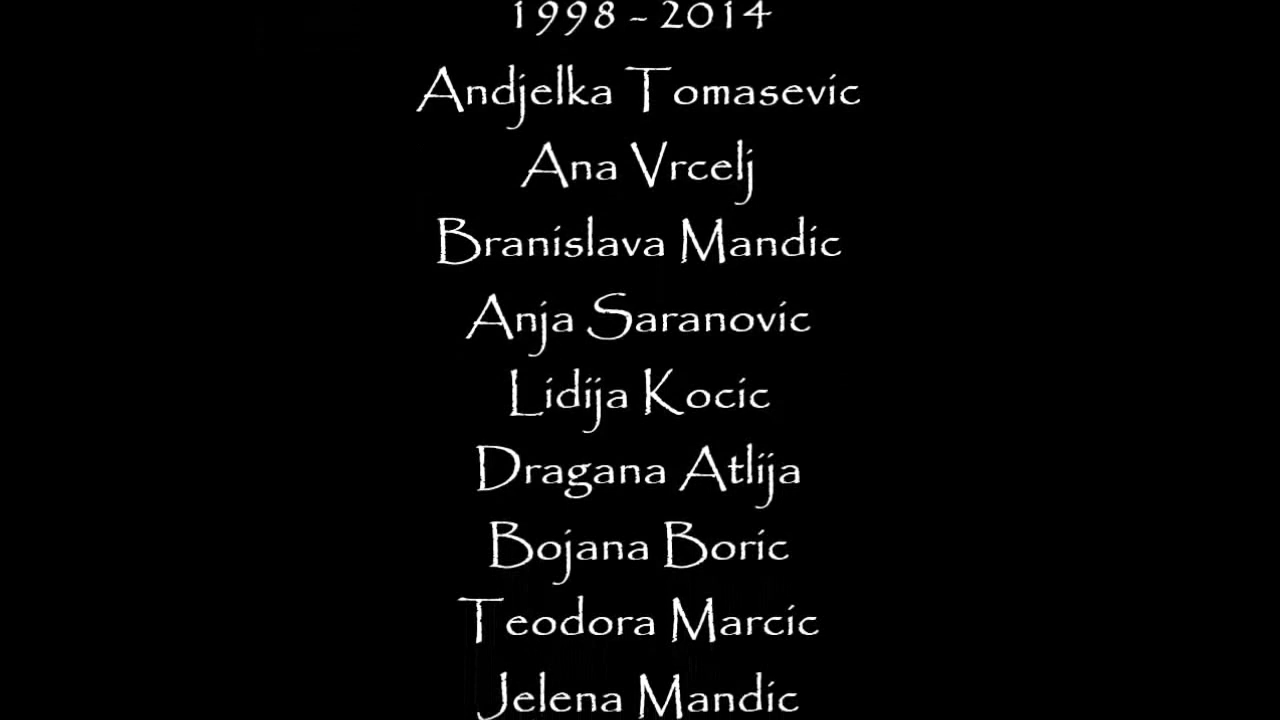 1998 - 2014
Andjelka Tomasevic
Ana Vrcelj
Branislava Mandic
Anja Saranovic
Lidija Kocic
Dragana Atlija
Bojana Boric
Teodora Marcic
Jelena Mandic